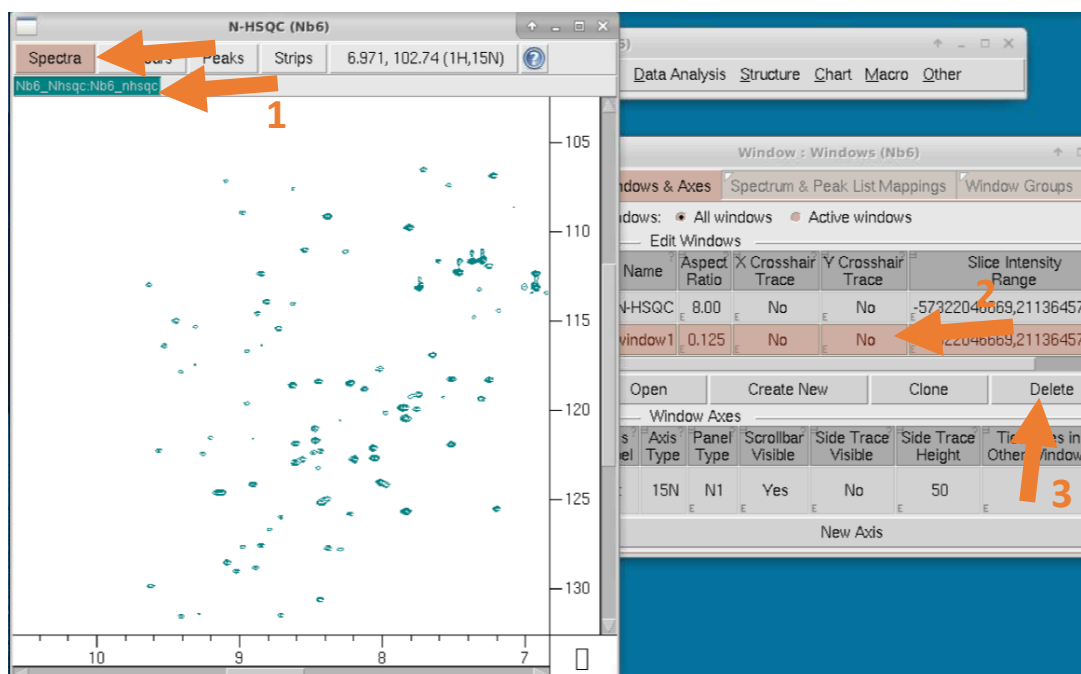 N-HSQC (Nb6)
Spectra
Peaks
Strips
6.971, 102.74 (1H,15N)
Nb6_Nhsqc:Nb6_nhsqc
1
105
110
115
120
125
130
10
9
8
7
Data Analysis Structure Chart Macro Other
Window : Windows (Nb6)
& Axes
Spectrum & Peak List Mappings
Window Groups
All windows
Active windows
Edit Windows
Name
Aspect Ratio
X Crosshair Trace
Y Crosshair Trace
Slice Intensity Range
N-HSQC 8.00 No No
window1 0.125 No No
2
Open
Create New
Clone
Delete
Window Axes
Axis Type
Panel Type
Scrollbar Visible
Side Trace Visible
Side Trace Height
15N N1 Yes No 50
3
New Axis